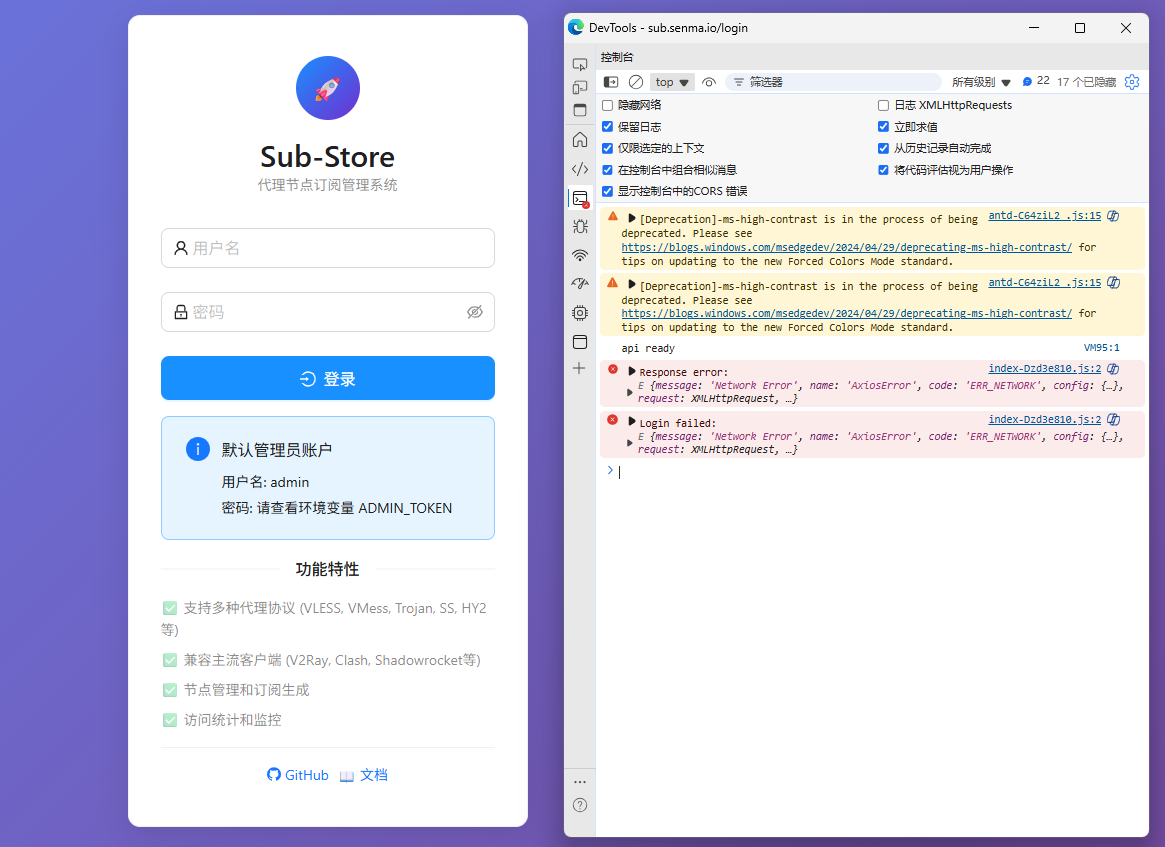 Sub-Store
代理节点订阅管理系统
用户名
密码
登录
默认管理员账户
用户名: admin
密码: 请查看环境变量 ADMIN_TOKEN
功能特性
支持多种代理协议 (VLESS, VMess, Trojan, SS, HY2
等)
兼容主流客户端 (V2Ray, Clash, Shadowrocket等)
节点管理和订阅生成
访问统计和监控
GitHub 文档
DevTools - sub.senma.io/login
控制台
top 筛选器 所有级别 22 17 个已隐藏
隐藏网络 日志 XMLHttpRequests
保留日志 立即求值
仅限选定的上下文 从历史记录自动完成
在控制台中组合相似消息 将代码评估视为用户操作
显示控制台中的CORS 错误
[Deprecation]-ms-high-contrast is in the process of being antd-C64ziL2_.js:15
deprecated. Please see
https://blogs.windows.com/msedgedev/2024/04/29/deprecating-ms-high-contrast/ for
tips on updating to the new Forced Colors Mode standard.
[Deprecation]-ms-high-contrast is in the process of being antd-C64ziL2_.js:15
deprecated. Please see
https://blogs.windows.com/msedgedev/2024/04/29/deprecating-ms-high-contrast/ for
tips on updating to the new Forced Colors Mode standard.
api ready VM95:1
Response error: index-Dzd3e810.js:2
E {message: 'Network Error', name: 'AxiosError', code: 'ERR_NETWORK', config: {…},
request: XMLHttpRequest, …}
Login failed: index-Dzd3e810.js:2
E {message: 'Network Error', name: 'AxiosError', code: 'ERR_NETWORK', config: {…},
request: XMLHttpRequest, …}